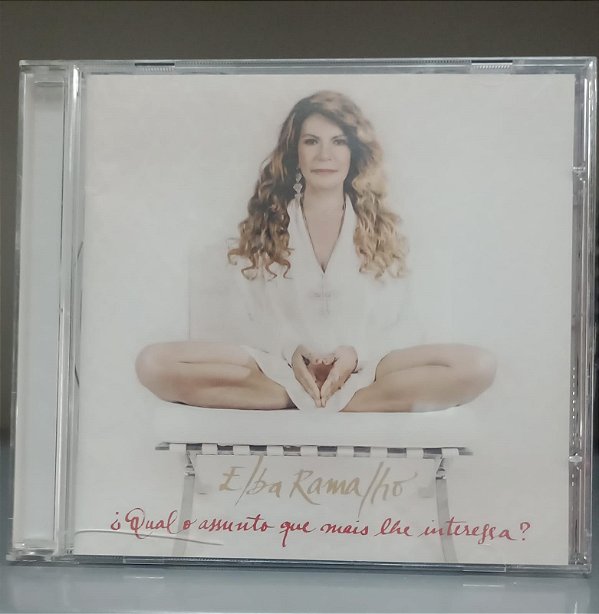 Elba Ramalho
¿Qual o assunto que mais lhe interessa?